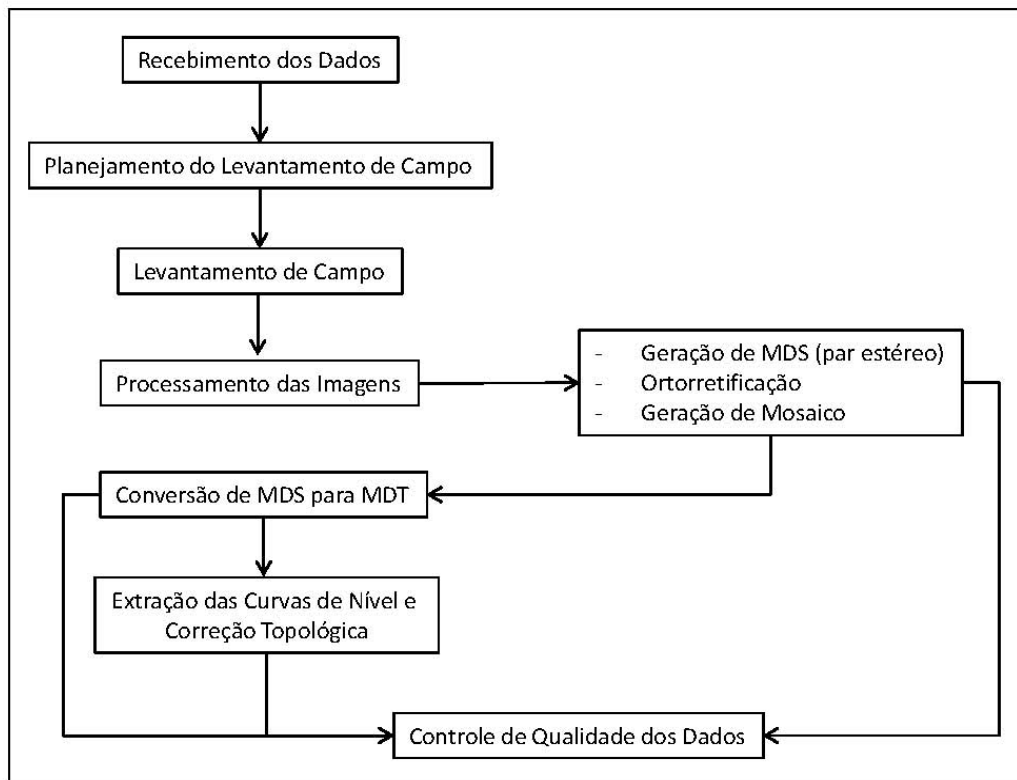 Recebimento dos Dados
Planejamento do Levantamento de Campo
Levantamento de Campo
Processamento das Imagens
- Geração de MDS (par estéreo)
- Ortorretificação
- Geração de Mosaico
Conversão de MDS para MDT
Extração das Curvas de Nível e
Correção Topológica
Controle de Qualidade dos Dados